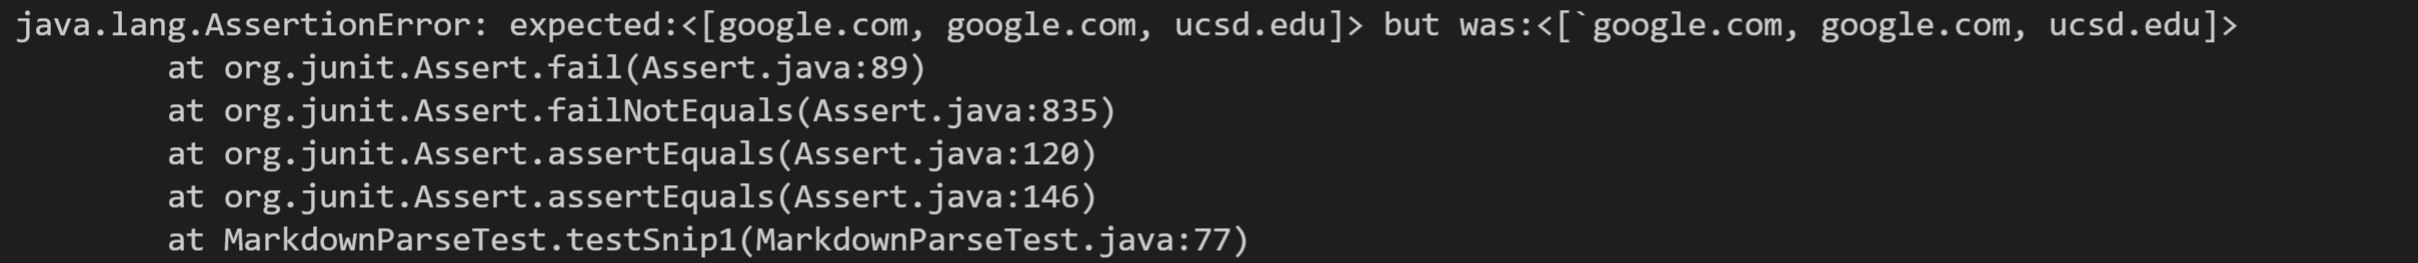 java.lang.AssertionError: expected:<[google.com, google.com, ucsd.edu]> but was:<[`google.com, google.com, ucsd.edu]>
at org.junit.Assert.fail(Assert.java:89)
at org.junit.Assert.failNotEquals(Assert.java:835)
at org.junit.Assert.assertEquals(Assert.java:120)
at org.junit.Assert.assertEquals(Assert.java:146)
at MarkdownParseTest.testSnip1(MarkdownParseTest.java:77)